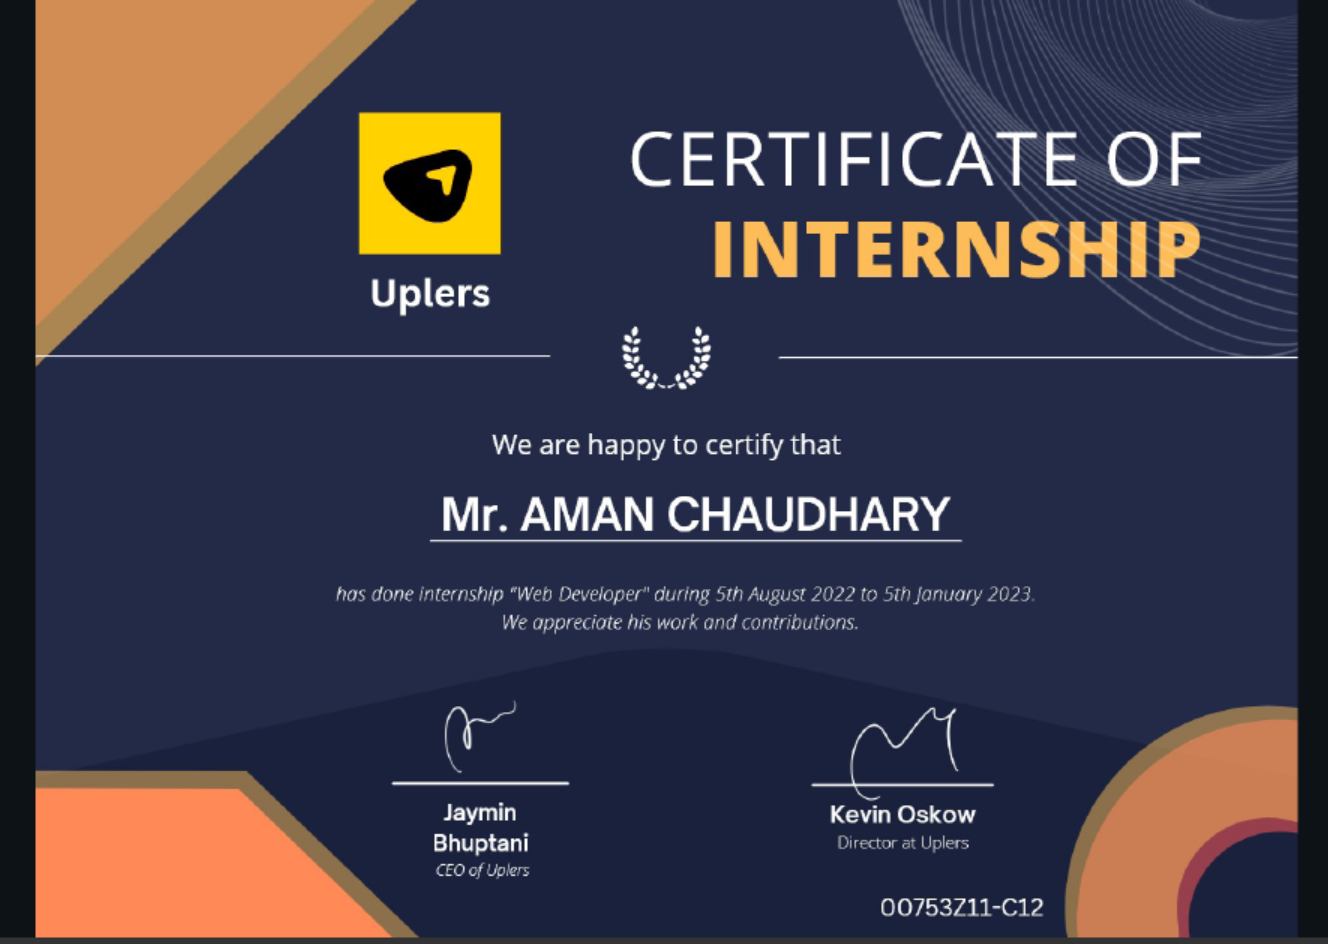 CERTIFICATE OF
INTERNSHIP
Uplers
We are happy to certify that
Mr. AMAN CHAUDHARY
has done internship "Web Developer" during 5th August 2022 to 5th January 2023.
We appreciate his work and contributions.
Jaymin
Bhuptani
CEO of Uplers
Kevin Oskow
Director at Uplers
00753Z11-C12